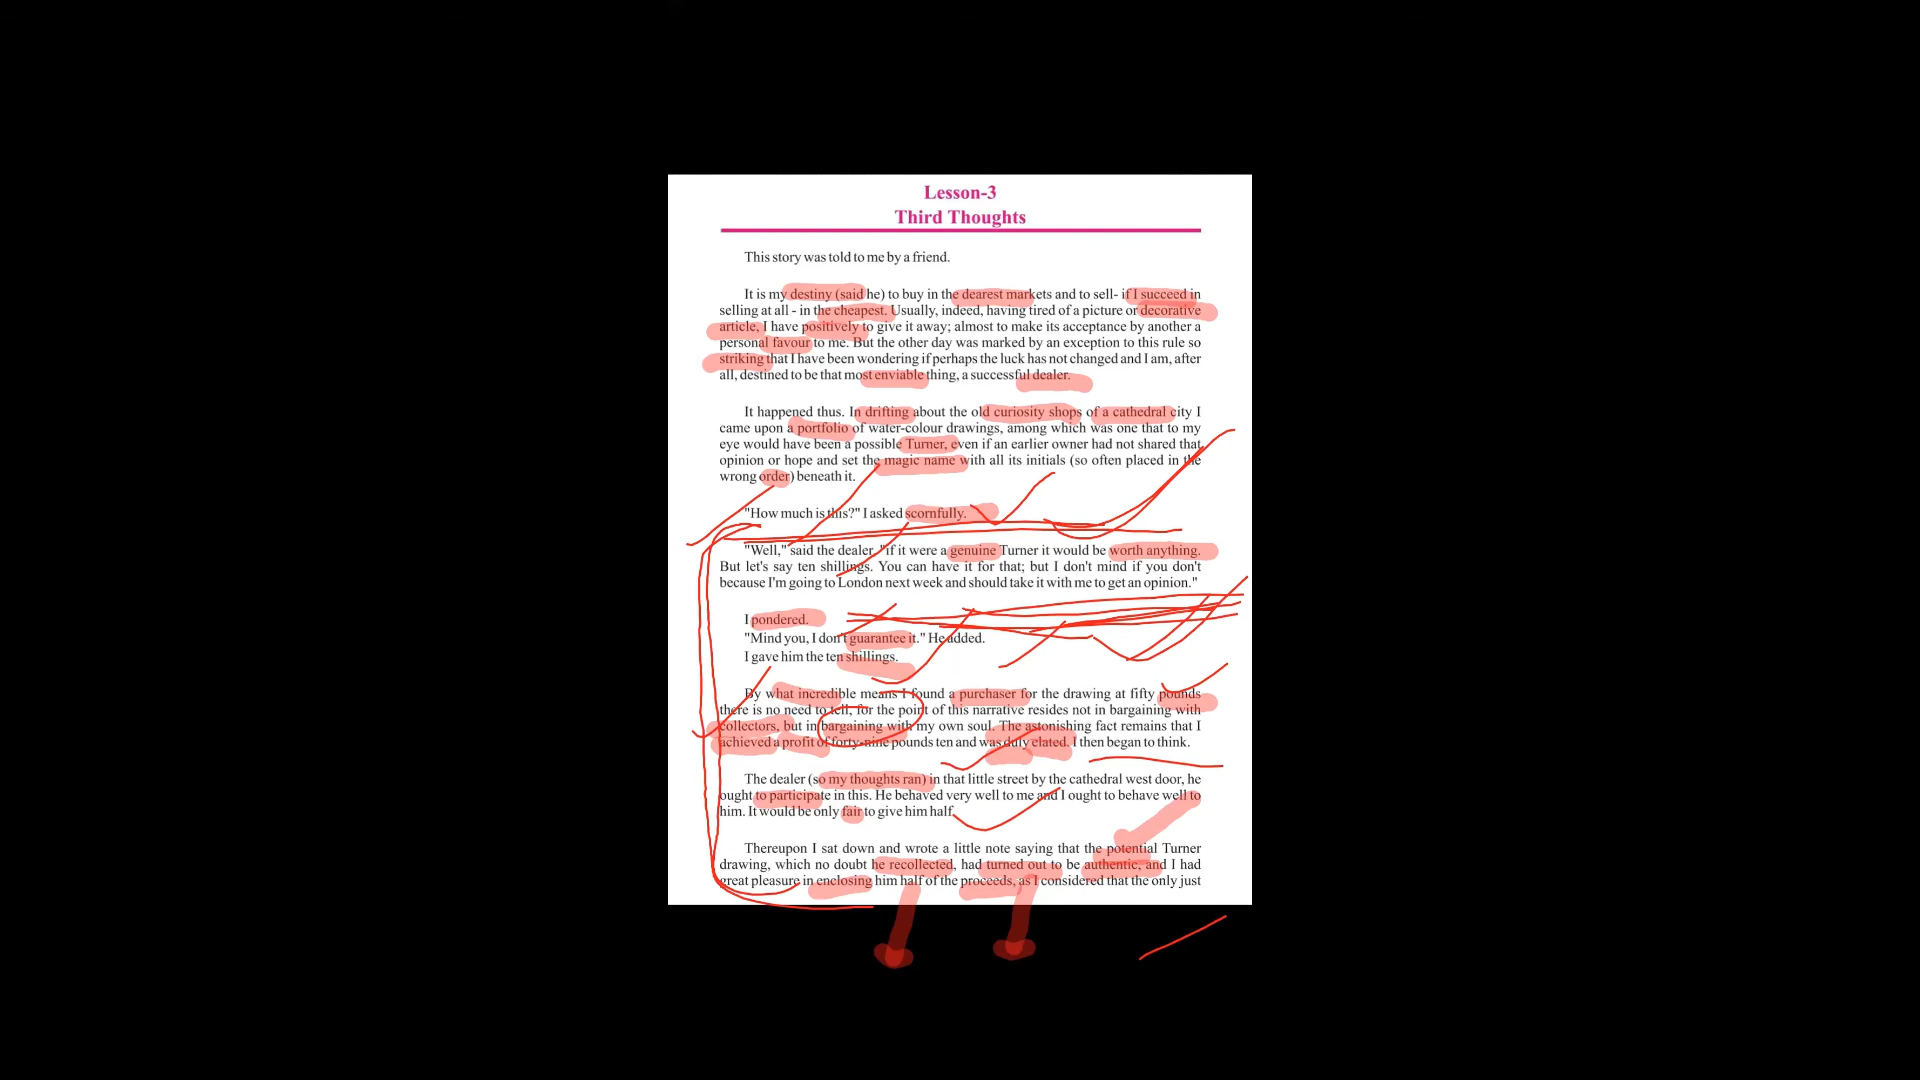 Lesson-3
Third Thoughts
This story was told to me by a friend.
It is my destiny (said he) to buy in the dearest markets and to sell- if I succeed in
selling at all - in the cheapest. Usually, indeed, having tired of a picture or decorative
article, I have positively to give it away; almost to make its acceptance by another a
personal favour to me. But the other day was marked by an exception to this rule so
striking that I have been wondering if perhaps the luck has not changed and I am, after
all, destined to be that most enviable thing, a successful dealer.
It happened thus. In drifting about the old curiosity shops of a cathedral city I
came upon a portfolio of water-colour drawings, among which was one that to my
eye would have been a possible Turner, even if an earlier owner had not shared that
opinion or hope and set the magic name with all its initials (so often placed in the
wrong order) beneath it.
"How much is this?" I asked scornfully.
"Well," said the dealer, "if it were a genuine Turner it would be worth anything.
But let's say ten shillings. You can have it for that; but I don't mind if you don't
because I'm going to London next week and should take it with me to get an opinion."
I pondered.
"Mind you, I don't guarantee it." He added.
I gave him the ten shillings.
By what incredible means I found a purchaser for the drawing at fifty pounds
there is no need to tell, for the point of this narrative resides not in bargaining with
collectors, but in bargaining with my own soul. The astonishing fact remains that I
achieved a profit of forty-nine pounds ten and was duly elated. I then began to think.
The dealer (so my thoughts ran) in that little street by the cathedral west door, he
ought to participate in this. He behaved very well to me and I ought to behave well to
him. It would be only fair to give him half.
Thereupon I sat down and wrote a little note saying that the potential Turner
drawing, which no doubt he recollected, had turned out to be authentic, and I had
great pleasure in enclosing him half of the proceeds, as I considered that the only just